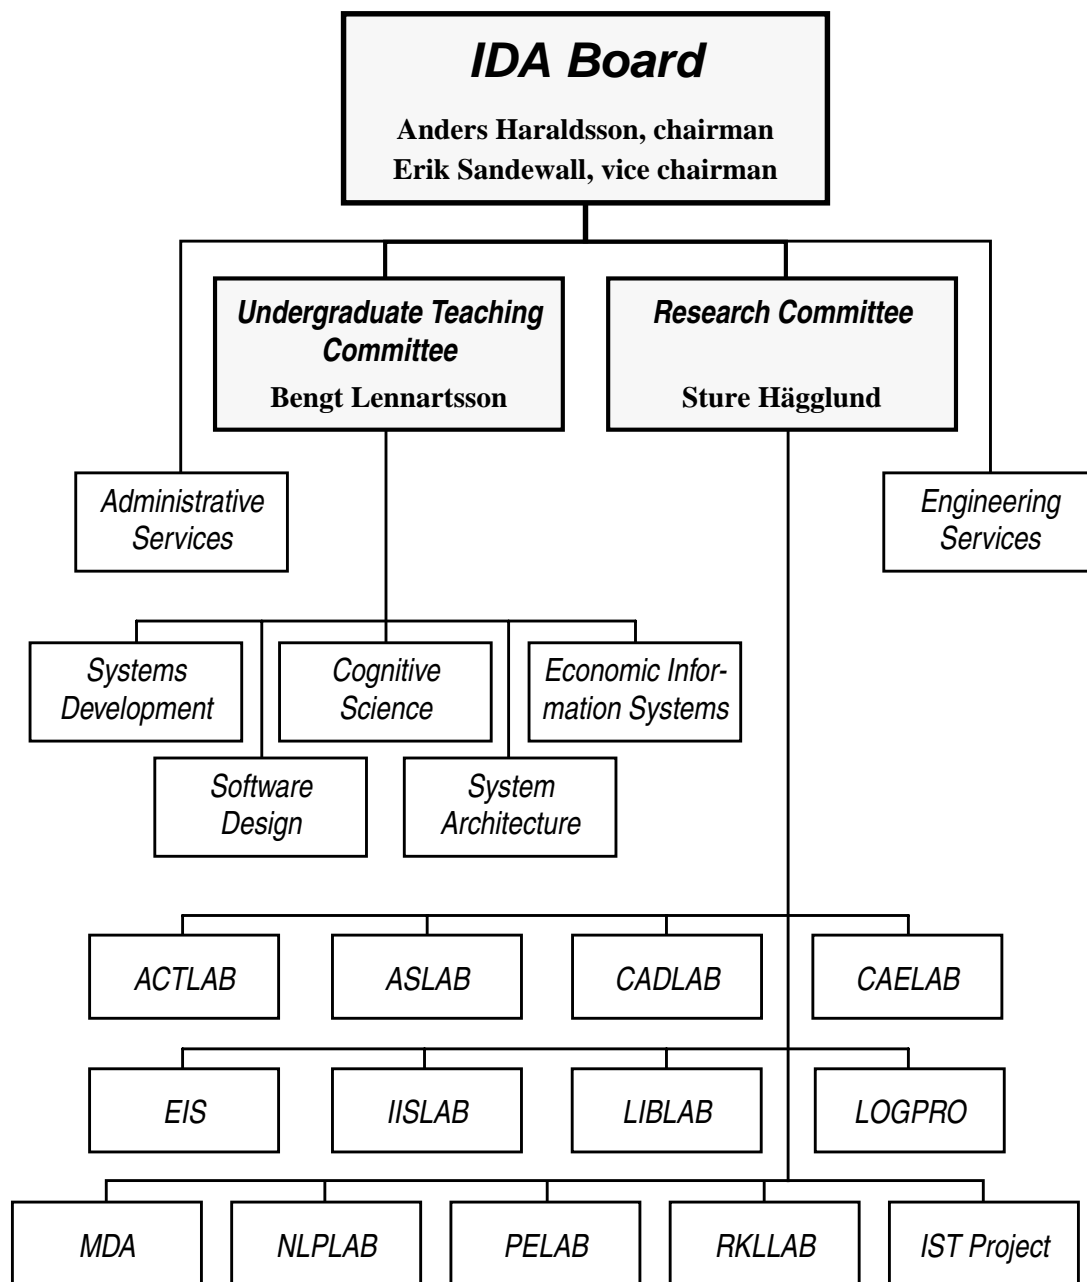 IDA Board
Anders Haraldsson, chairman
Erik Sandewall, vice chairman
Undergraduate Teaching
Committee
Bengt Lennartsson
Research Committee
Sture Hägglund
Administrative
Services
Engineering
Services
Systems
Development
Cognitive
Science
Economic Infor-
mation Systems
Software
Design
System
Architecture
ACTLAB
ASLAB
CADLAB
CAELAB
EIS
IISLAB
LIBLAB
LOGPRO
MDA
NLPLAB
PELAB
RKLLAB
IST Project